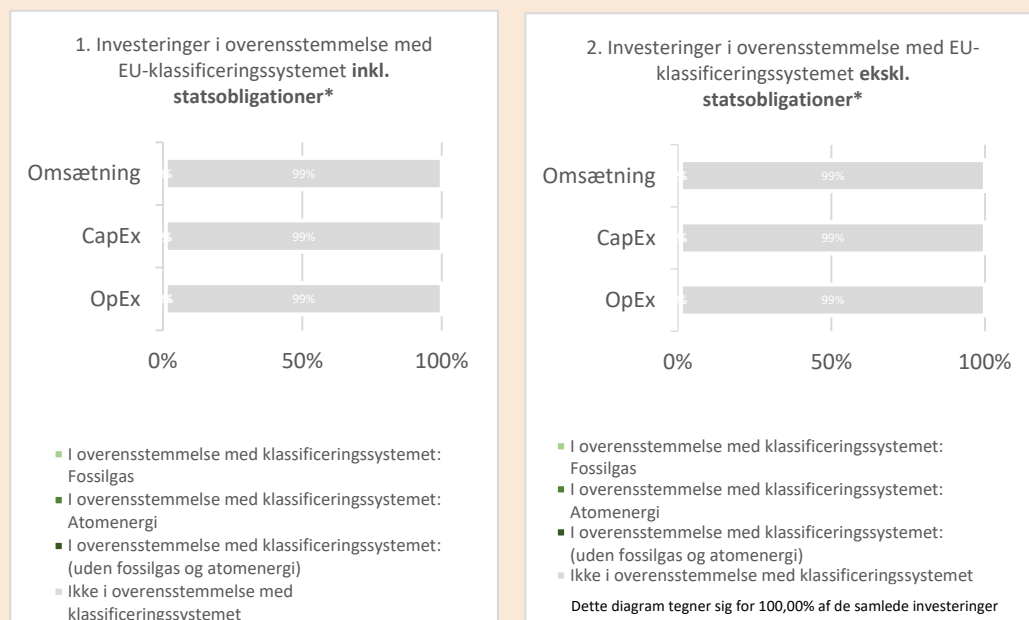 1. Investeringer i overensstemmelse med
EU-klassificeringssystemet inkl.
statsobligationer*
Omsætning
99%
CapEx
99%
OpEx
99%
0%
50%
100%
I overensstemmelse med klassificeringssystemet:
Fossilgas
I overensstemmelse med klassificeringssystemet:
Atomenergi
I overensstemmelse med klassificeringssystemet:
(uden fossilgas og atomenergi)
Ikke i overensstemmelse med
klassificeringssystemet
2. Investeringer i overensstemmelse med EU-
klassificeringssystemet ekskl.
statsobligationer*
Omsætning
99%
CapEx
99%
OpEx
99%
0%
50%
100%
I overensstemmelse med klassificeringssystemet:
Fossilgas
I overensstemmelse med klassificeringssystemet:
Atomenergi
I overensstemmelse med klassificeringssystemet:
(uden fossilgas og atomenergi)
Ikke i overensstemmelse med klassificeringssystemet
Dette diagram tegner sig for 100,00% af de samlede investeringer